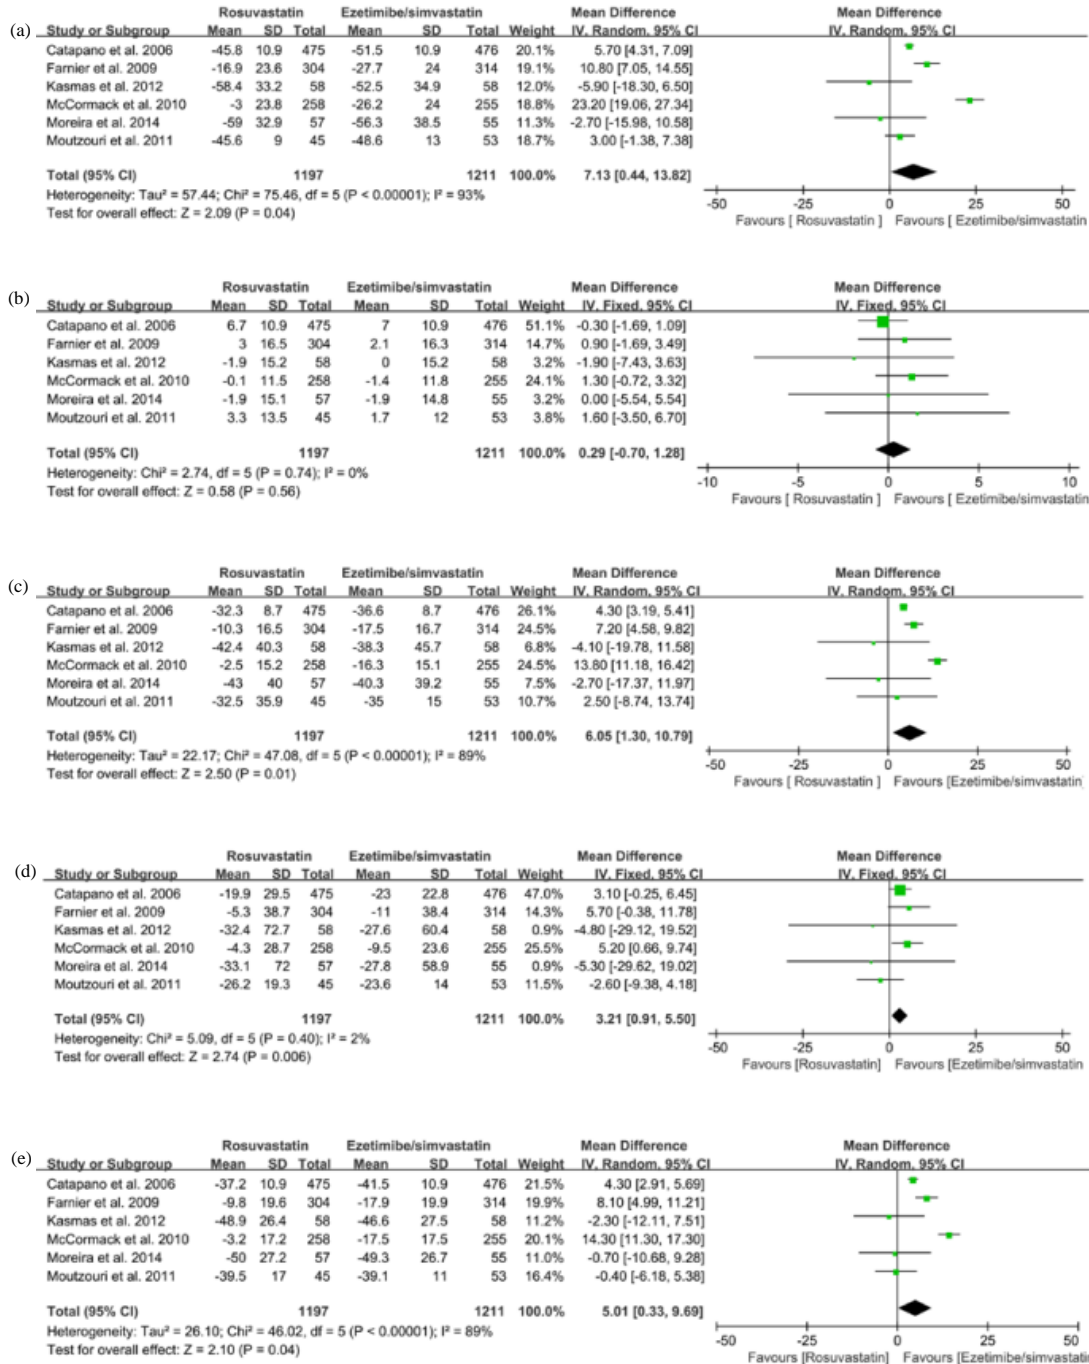 (a)
Rosuvastatin Ezetimibe/simvastatin Mean Difference Mean Difference
Study or Subgroup Mean SD Total Mean SD Total Weight IV. Random. 95% CI IV. Random. 95% CI
Catapano et al. 2006 -45.8 10.9 475 -51.5 10.9 476 20.1% 5.70 [4.31, 7.09]
Farnier et al. 2009 -16.9 23.6 304 -27.7 24 314 19.1% 10.80 [7.05, 14.55]
Kasmas et al. 2012 -58.4 33.2 58 -52.5 34.9 58 12.0% -5.90 [-18.30, 6.50]
McCormack et al. 2010 -3 23.8 258 -26.2 24 255 18.8% 23.20 [19.06, 27.34]
Moreira et al. 2014 -59 32.9 57 -56.3 38.5 55 11.3% -2.70 [-15.98, 10.58]
Moutzouri et al. 2011 -45.6 9 45 -48.6 13 53 18.7% 3.00 [-1.38, 7.38]
Total (95% CI) 1197 1211 100.0% 7.13 [0.44, 13.82]
Heterogeneity: Tau² = 57.44; Chi² = 75.46, df = 5 (P < 0.00001); I² = 93%
Test for overall effect: Z = 2.09 (P = 0.04)
-50 -25 0 25 50
Favours [ Rosuvastatin] Favours [ Ezetimibe/simvastatin
(b)
Rosuvastatin Ezetimibe/simvastatin Mean Difference Mean Difference
Study or Subgroup Mean SD Total Mean SD Total Weight IV. Fixed. 95% CI IV. Fixed. 95% CI
Catapano et al. 2006 6.7 10.9 475 7 10.9 476 51.1% -0.30 [-1.69, 1.09]
Farnier et al. 2009 3 16.5 304 2.1 16.3 314 14.7% 0.90 [-1.69, 3.49]
Kasmas et al. 2012 -1.9 15.2 58 0 15.2 58 3.2% -1.90 [-7.43, 3.63]
McCormack et al. 2010 -0.1 11.5 258 -1.4 11.8 255 24.1% 1.30 [-0.72, 3.32]
Moreira et al. 2014 -1.9 15.1 57 -1.9 14.8 55 3.2% 0.00 [-5.54, 5.54]
Moutzouri et al. 2011 3.3 13.5 45 1.7 12 53 3.8% 1.60 [-3.50, 6.70]
Total (95% CI) 1197 1211 100.0% 0.29 [-0.70, 1.28]
Heterogeneity: Chi² = 2.74, df = 5 (P = 0.74); I² = 0%
Test for overall effect: Z = 0.58 (P = 0.56)
-10 -5 0 5 10
Favours [ Rosuvastatin] Favours [ Ezetimibe/simvastatin
(c)
Rosuvastatin Ezetimibe/simvastatin Mean Difference Mean Difference
Study or Subgroup Mean SD Total Mean SD Total Weight IV. Random. 95% CI IV. Random. 95% CI
Catapano et al. 2006 -32.3 8.7 475 -36.6 8.7 476 26.1% 4.30 [3.19, 5.41]
Farnier et al. 2009 -10.3 16.5 304 -17.5 16.7 314 24.5% 7.20 [4.58, 9.82]
Kasmas et al. 2012 -42.4 40.3 58 -38.3 45.7 58 6.8% -4.10 [-19.78, 11.58]
McCormack et al. 2010 -2.5 15.2 258 -16.3 15.1 255 24.5% 13.80 [11.18, 16.42]
Moreira et al. 2014 -43 40 57 -40.3 39.2 55 7.5% -2.70 [-17.37, 11.97]
Moutzouri et al. 2011 -32.5 35.9 45 -35 15 53 10.7% 2.50 [-8.74, 13.74]
Total (95% CI) 1197 1211 100.0% 6.05 [1.30, 10.79]
Heterogeneity: Tau² = 22.17; Chi² = 47.08, df = 5 (P < 0.00001); I² = 89%
Test for overall effect: Z = 2.50 (P = 0.01)
-50 -25 0 25 50
Favours [ Rosuvastatin] Favours [Ezetimibe/simvastatin]
(d)
Rosuvastatin Ezetimibe/simvastatin Mean Difference Mean Difference
Study or Subgroup Mean SD Total Mean SD Total Weight IV. Fixed. 95% CI IV. Fixed. 95% CI
Catapano et al. 2006 -19.9 29.5 475 -23 22.8 476 47.0% 3.10 [-0.25, 6.45]
Farnier et al. 2009 -5.3 38.7 304 -11 38.4 314 14.3% 5.70 [-0.38, 11.78]
Kasmas et al. 2012 -32.4 72.7 58 -27.6 60.4 58 0.9% -4.80 [-29.12, 19.52]
McCormack et al. 2010 -4.3 28.7 258 -9.5 23.6 255 25.5% 5.20 [0.66, 9.74]
Moreira et al. 2014 -33.1 72 57 -27.8 58.9 55 0.9% -5.30 [-29.62, 19.02]
Moutzouri et al. 2011 -26.2 19.3 45 -23.6 14 53 11.5% -2.60 [-9.38, 4.18]
Total (95% CI) 1197 1211 100.0% 3.21 [0.91, 5.50]
Heterogeneity: Chi² = 5.09, df = 5 (P = 0.40); I² = 2%
Test for overall effect: Z = 2.74 (P = 0.006)
-50 -25 0 25 50
Favours [Rosuvastatin] Favours [Ezetimibe/simvastatin
(e)
Rosuvastatin Ezetimibe/simvastatin Mean Difference Mean Difference
Study or Subgroup Mean SD Total Mean SD Total Weight IV. Random. 95% CI IV. Random. 95% CI
Catapano et al. 2006 -37.2 10.9 475 -41.5 10.9 476 21.5% 4.30 [2.91, 5.69]
Farnier et al. 2009 -9.8 19.6 304 -17.9 19.9 314 19.9% 8.10 [4.99, 11.21]
Kasmas et al. 2012 -48.9 26.4 58 -46.6 27.5 58 11.2% -2.30 [-12.11, 7.51]
McCormack et al. 2010 -3.2 17.2 258 -17.5 17.5 255 20.1% 14.30 [11.30, 17.30]
Moreira et al. 2014 -50 27.2 57 -49.3 26.7 55 11.0% -0.70 [-10.68, 9.28]
Moutzouri et al. 2011 -39.5 17 45 -39.1 11 53 16.4% -0.40 [-6.18, 5.38]
Total (95% CI) 1197 1211 100.0% 5.01 [0.33, 9.69]
Heterogeneity: Tau² = 26.10; Chi² = 46.02, df = 5 (P < 0.00001); I² = 89%
Test for overall effect: Z = 2.10 (P = 0.04)
-50 -25 0 25 50
Favours [Rosuvastatin] Favours [Ezetimibe/simvastatin